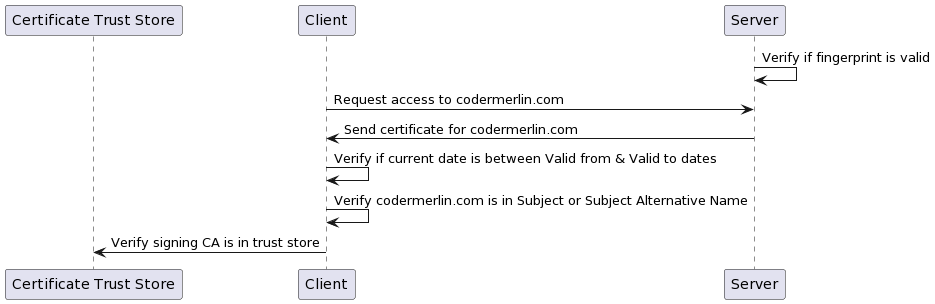 Certificate Trust Store
Client
Server
Verify if fingerprint is valid
Request access to codermerlin.com
Send certificate for codermerlin.com
Verify if current date is between Valid from & Valid to dates
Verify codermerlin.com is in Subject or Subject Alternative Name
Verify signing CA is in trust store
Certificate Trust Store
Client
Server